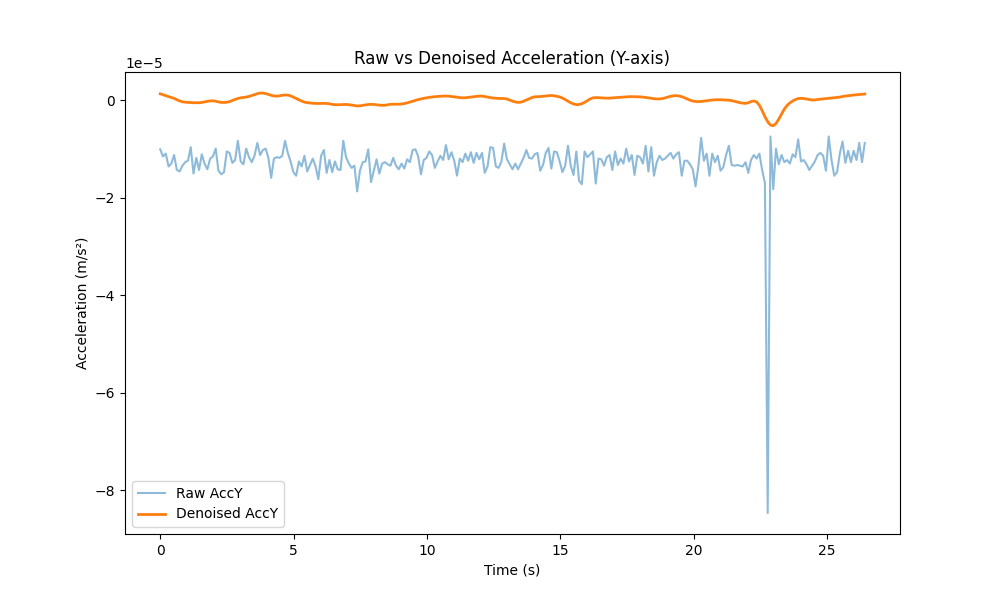 Raw vs Denoised Acceleration (Y-axis)
1e−5
0
−2
−4
−6
−8
Acceleration (m/s²)
Raw AccY
Denoised AccY
0 5 10 15 20 25
Time (s)